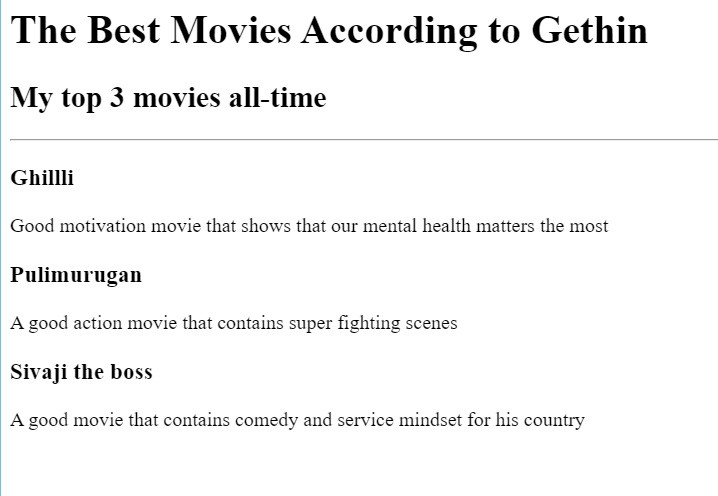 The Best Movies According to Gethin
My top 3 movies all-time
Ghillli
Good motivation movie that shows that our mental health matters the most
Pulimurugan
A good action movie that contains super fighting scenes
Sivaji the boss
A good movie that contains comedy and service mindset for his country